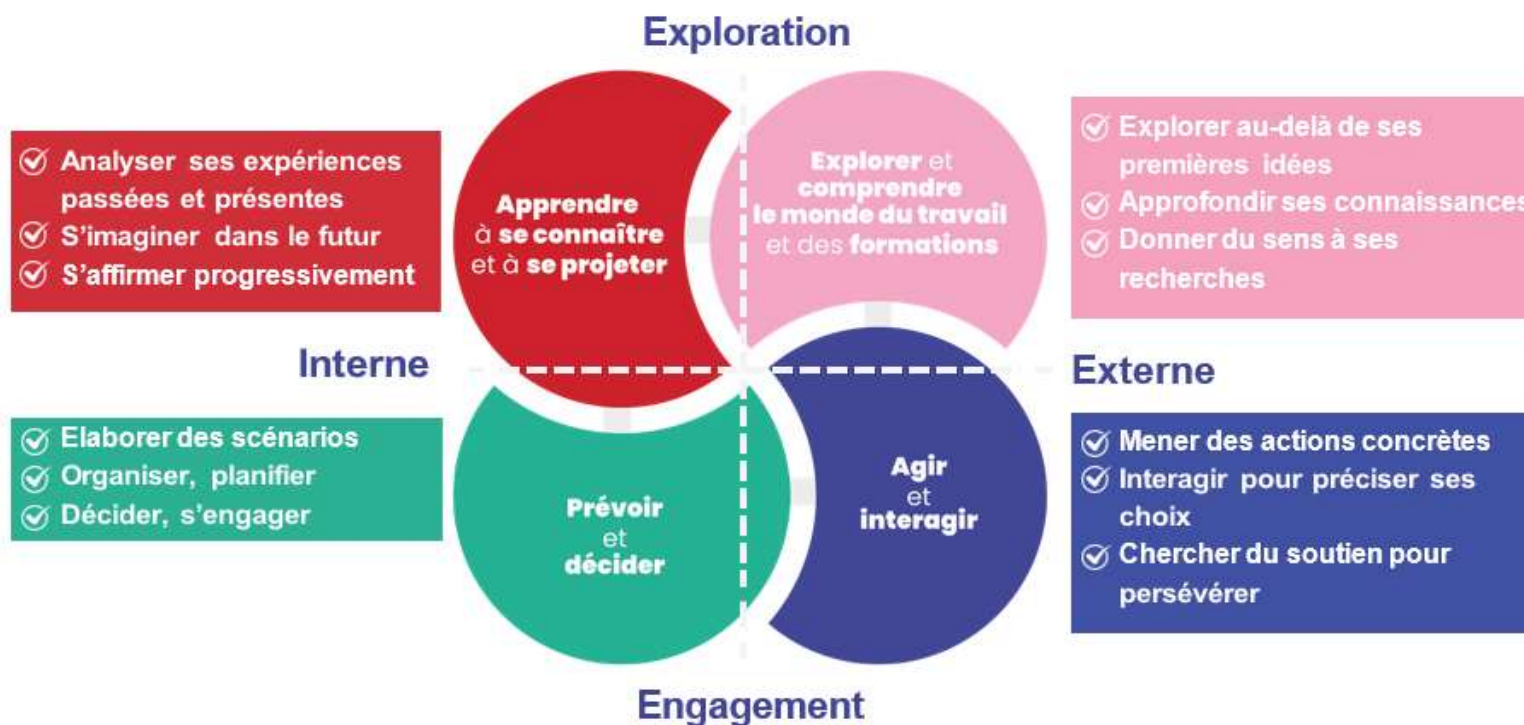 Exploration
Analyser ses expériences
passées et présentes
S'imaginer dans le futur
S'affirmer progressivement
Apprendre
à se connaître
et à se projeter
Explorer et
comprendre
le monde du travail
et des formations
Explorer au-delà de ses
premières idées
Approfondir ses connaissances
Donner du sens à ses
recherches
Interne
Externe
Elaborer des scénarios
Organiser, planifier
Décider, s'engager
Prévoir
et
décider
Agir
et
interagir
Mener des actions concrètes
Interagir pour préciser ses
choix
Chercher du soutien pour
persévérer
Engagement